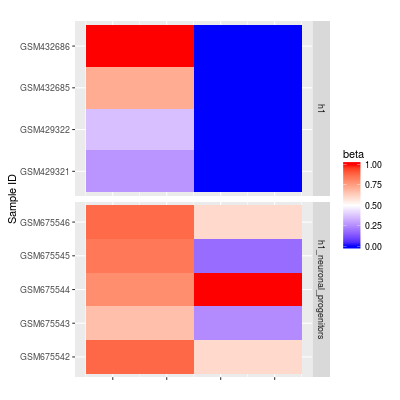 GSM432686
GSM432685
GSM429322
GSM429321
h1
GSM675546
GSM675545
GSM675544
GSM675543
GSM675542
h1_neuronal_progenitors
Sample ID
beta
1.00
0.75
0.50
0.25
0.00